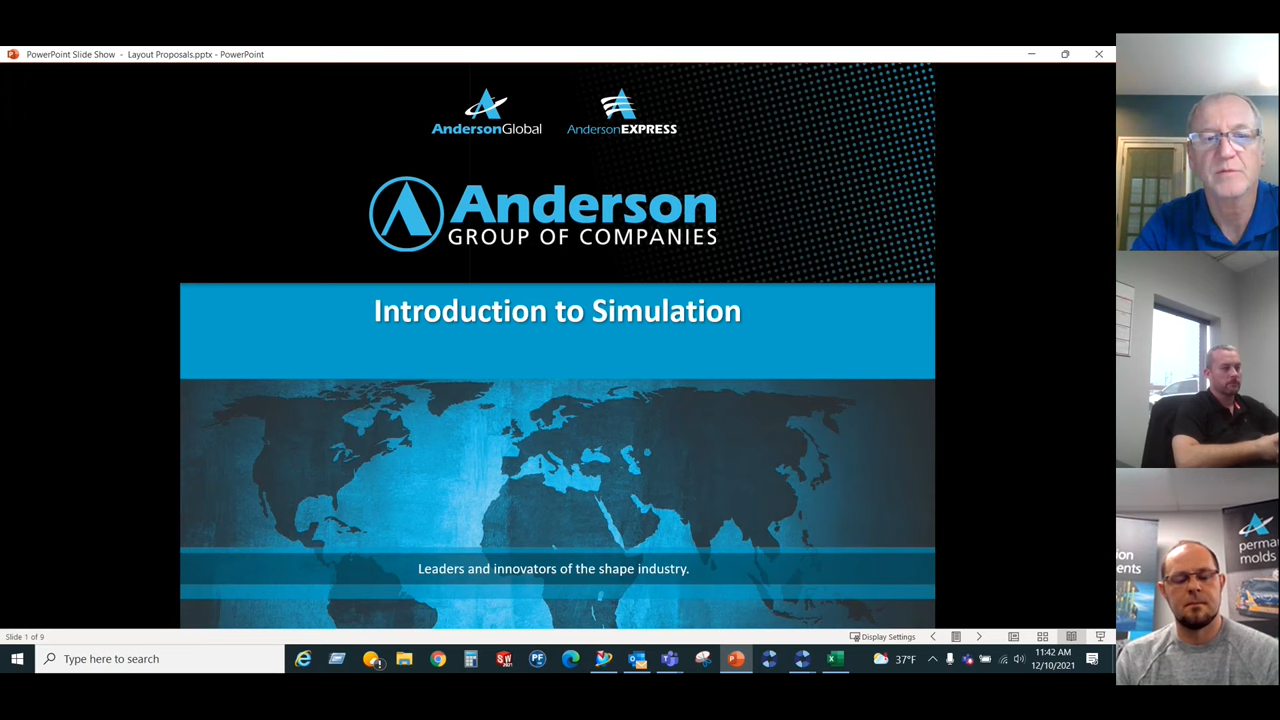 PowerPoint Slide Show - Layout Proposals.pptx - PowerPoint
AndersonGlobal
AndersonEXPRESS
Anderson
GROUP OF COMPANIES
Introduction to Simulation
Leaders and innovators of the shape industry.
Slide 1 of 9
Display Settings
Type here to search
37°F
11:42 AM
12/10/2021
perma
molds